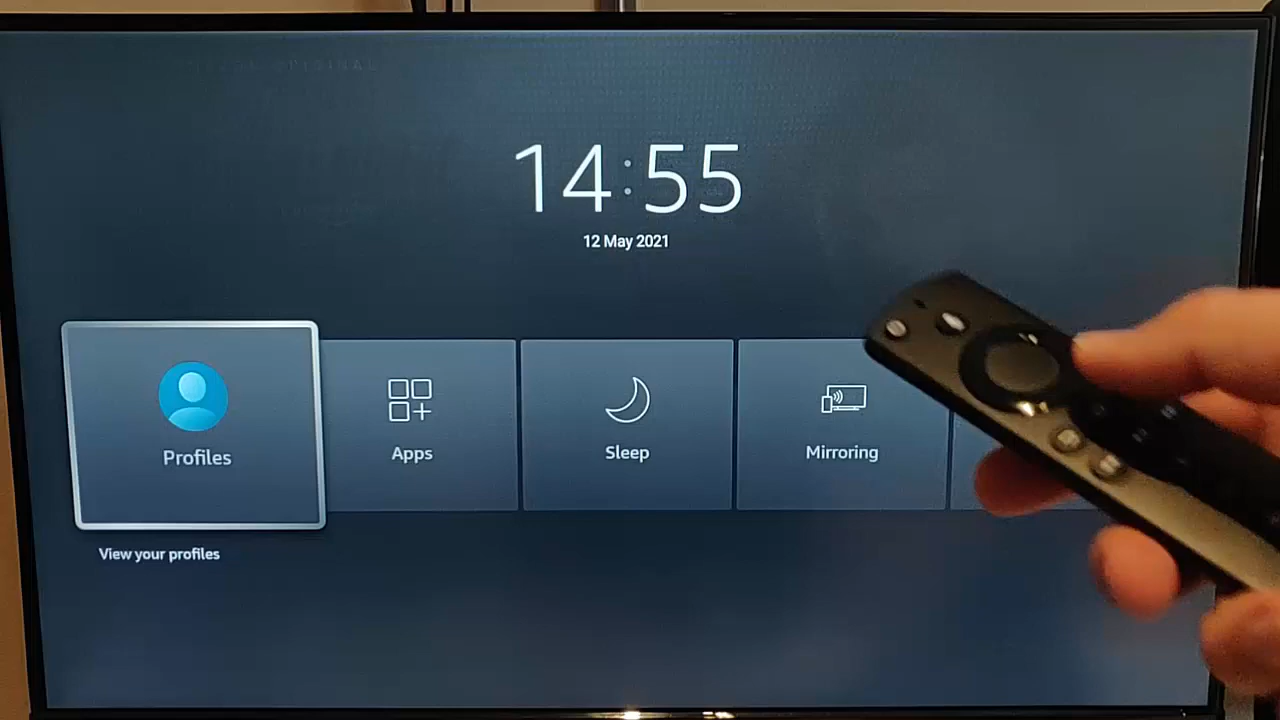 14:55
12 May 2021
Profiles
Apps
Sleep
Mirroring
View your profiles